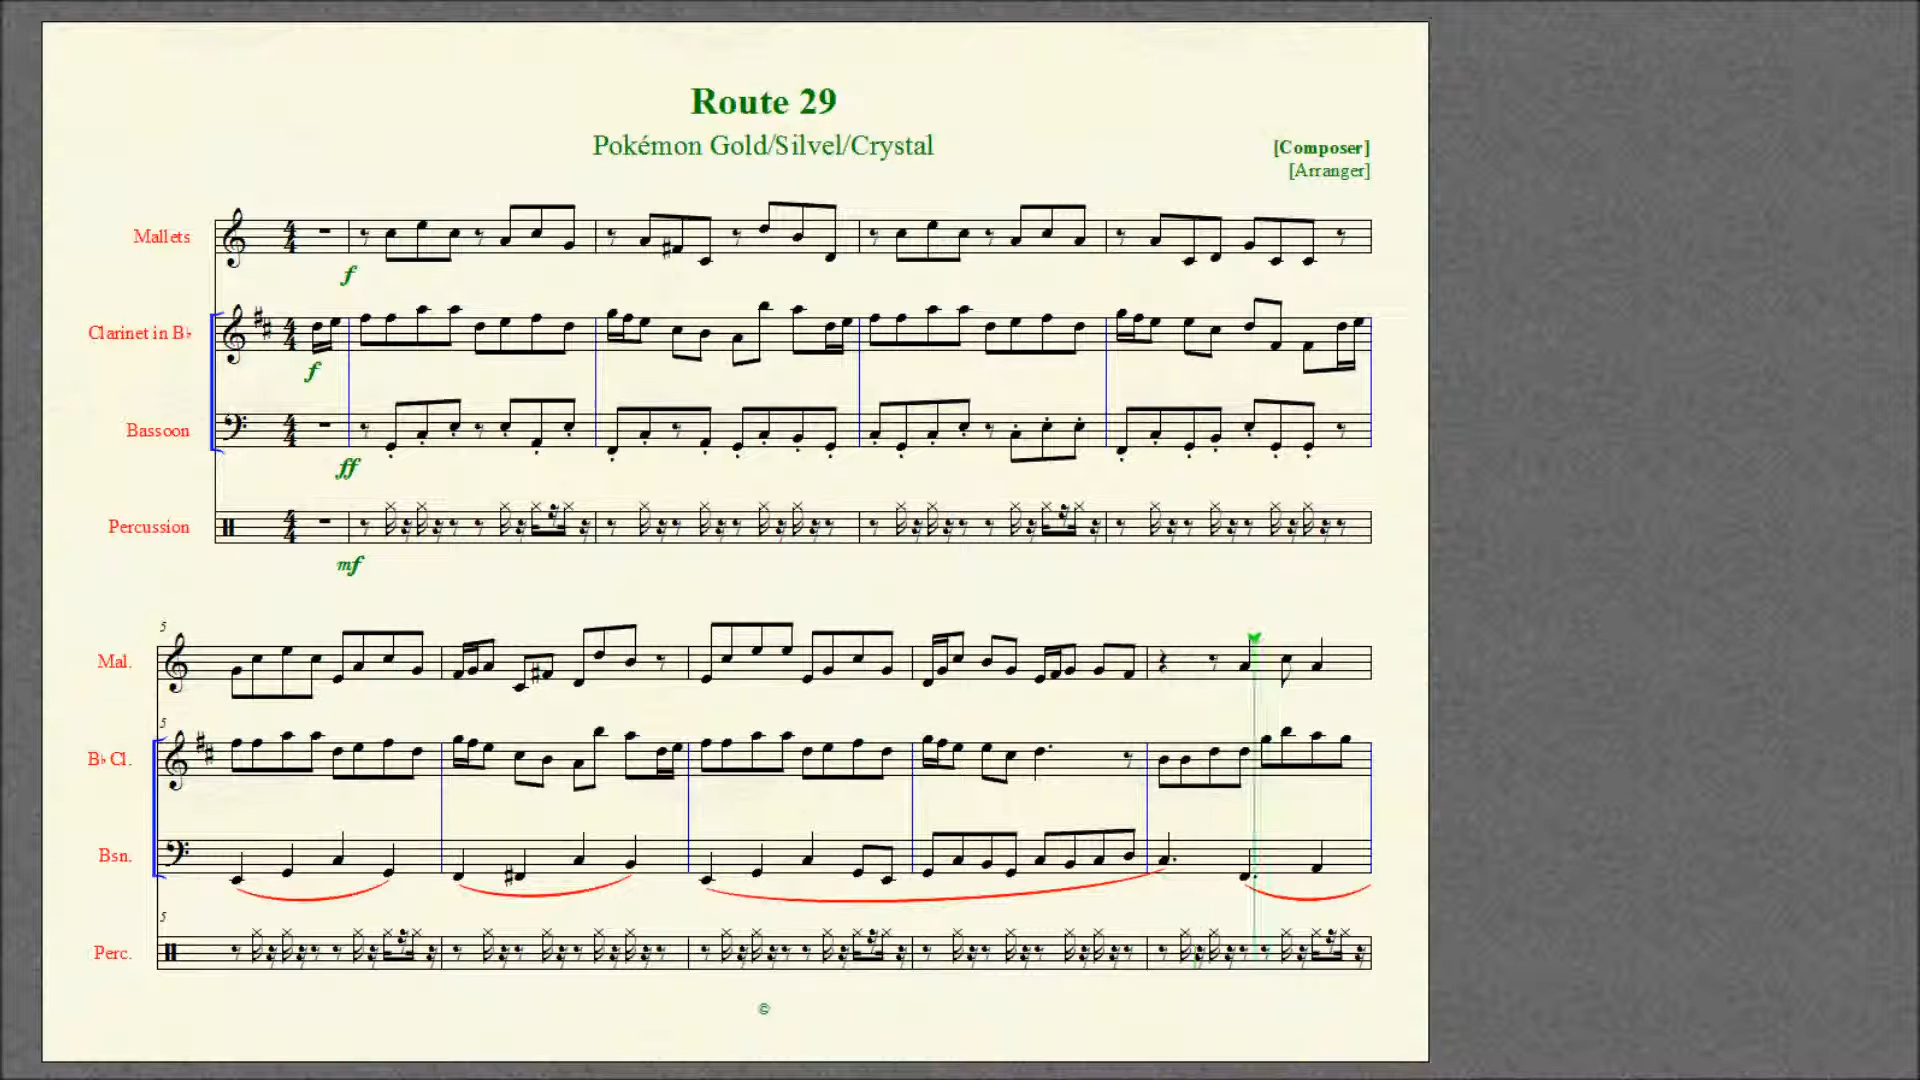 Route 29
Pokémon Gold/Silvel/Crystal
[Composer]
[Arranger]
Mallets
f
Clarinet in B♭
f
Bassoon
ff
Percussion
mf
5
Mal.
5
B♭ Cl.
Bsn.
5
Perc.
©